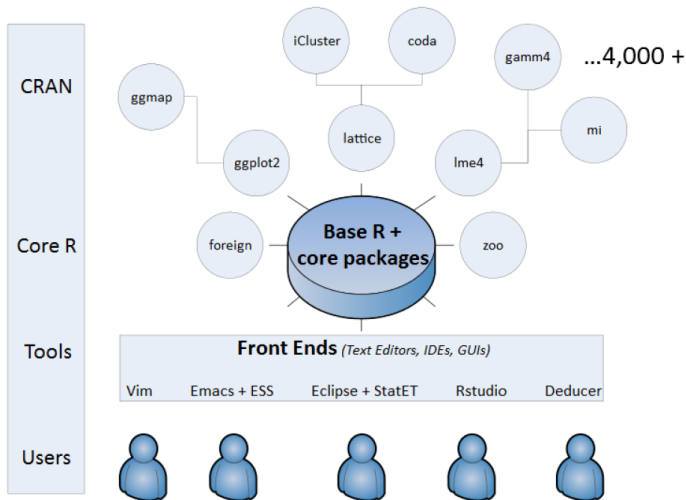 iCluster
coda
gamm4
...4,000 +
CRAN
ggmap
mi
lattice
ggplot2
lme4
Base R +
core packages
Core R
foreign
zoo
Front Ends (Text Editors, IDEs, GUIs)
Tools
Vim
Emacs + ESS
Eclipse + StatET
Rstudio
Deducer
Users